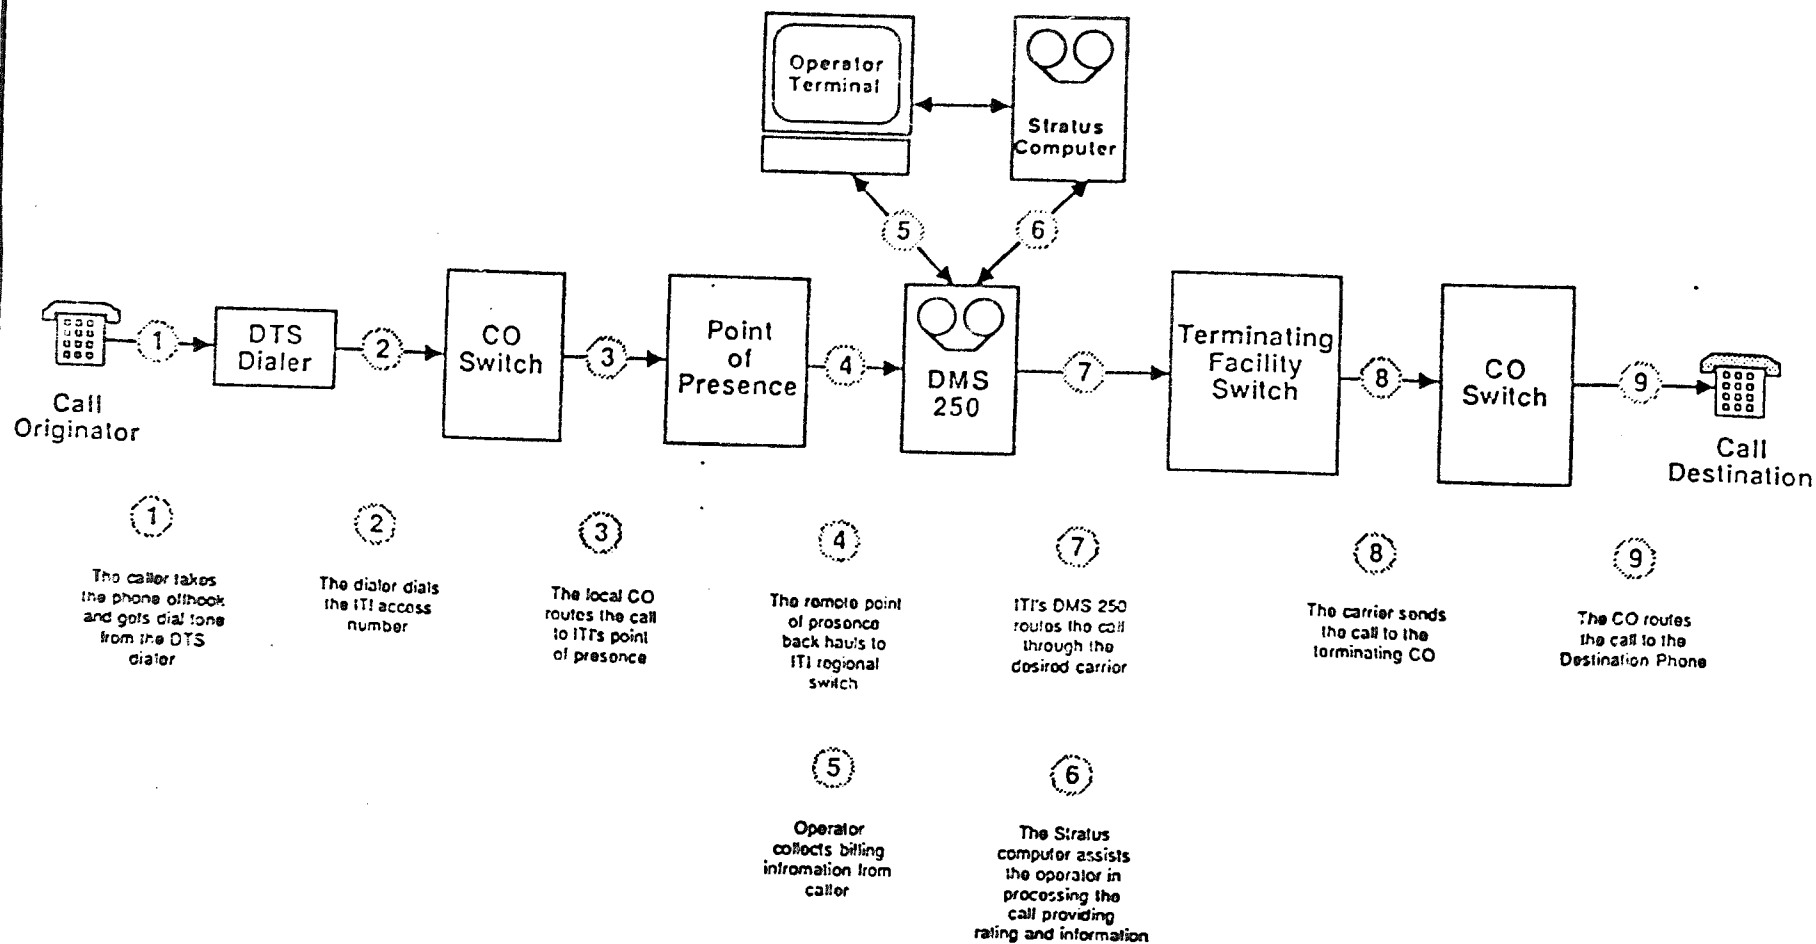 Operator
Terminal
Stratus
Computer
5
6
1
DTS
Dialer
2
CO
Switch
3
Point
of
Presence
4
DMS
250
7
Terminating
Facility
Switch
8
CO
Switch
9
Call
Originator
Call
Destination
1
The caller takes
the phone offhook
and gets dial tone
from the DTS
dialer
2
The dialer dials
the ITI access
number
3
The local CO
routes the call
to ITI's point
of presence
4
The remote point
of presence
back hauls to
ITI regional
switch
7
ITI's DMS 250
routes the call
through the
desired carrier
8
The carrier sends
the call to the
terminating CO
9
The CO routes
the call to the
Destination Phone
5
Operator
collects billing
infromation from
caller
6
The Stratus
computer assists
the operator in
processing the
call providing
rating and information